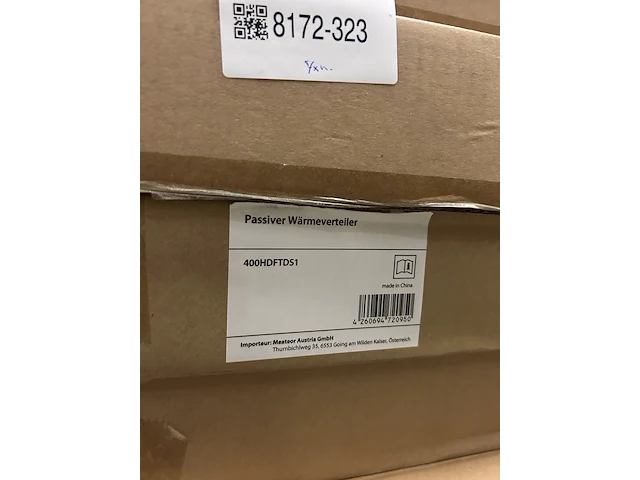 8172-323
Passiver Wärmeverteiler
400HDFTDS1
made in China
4 260694 720950
Importeur: Meateor Austria GmbH
Thurnbichlweg 35, 6353 Going am Wilden Kaiser, Österreich